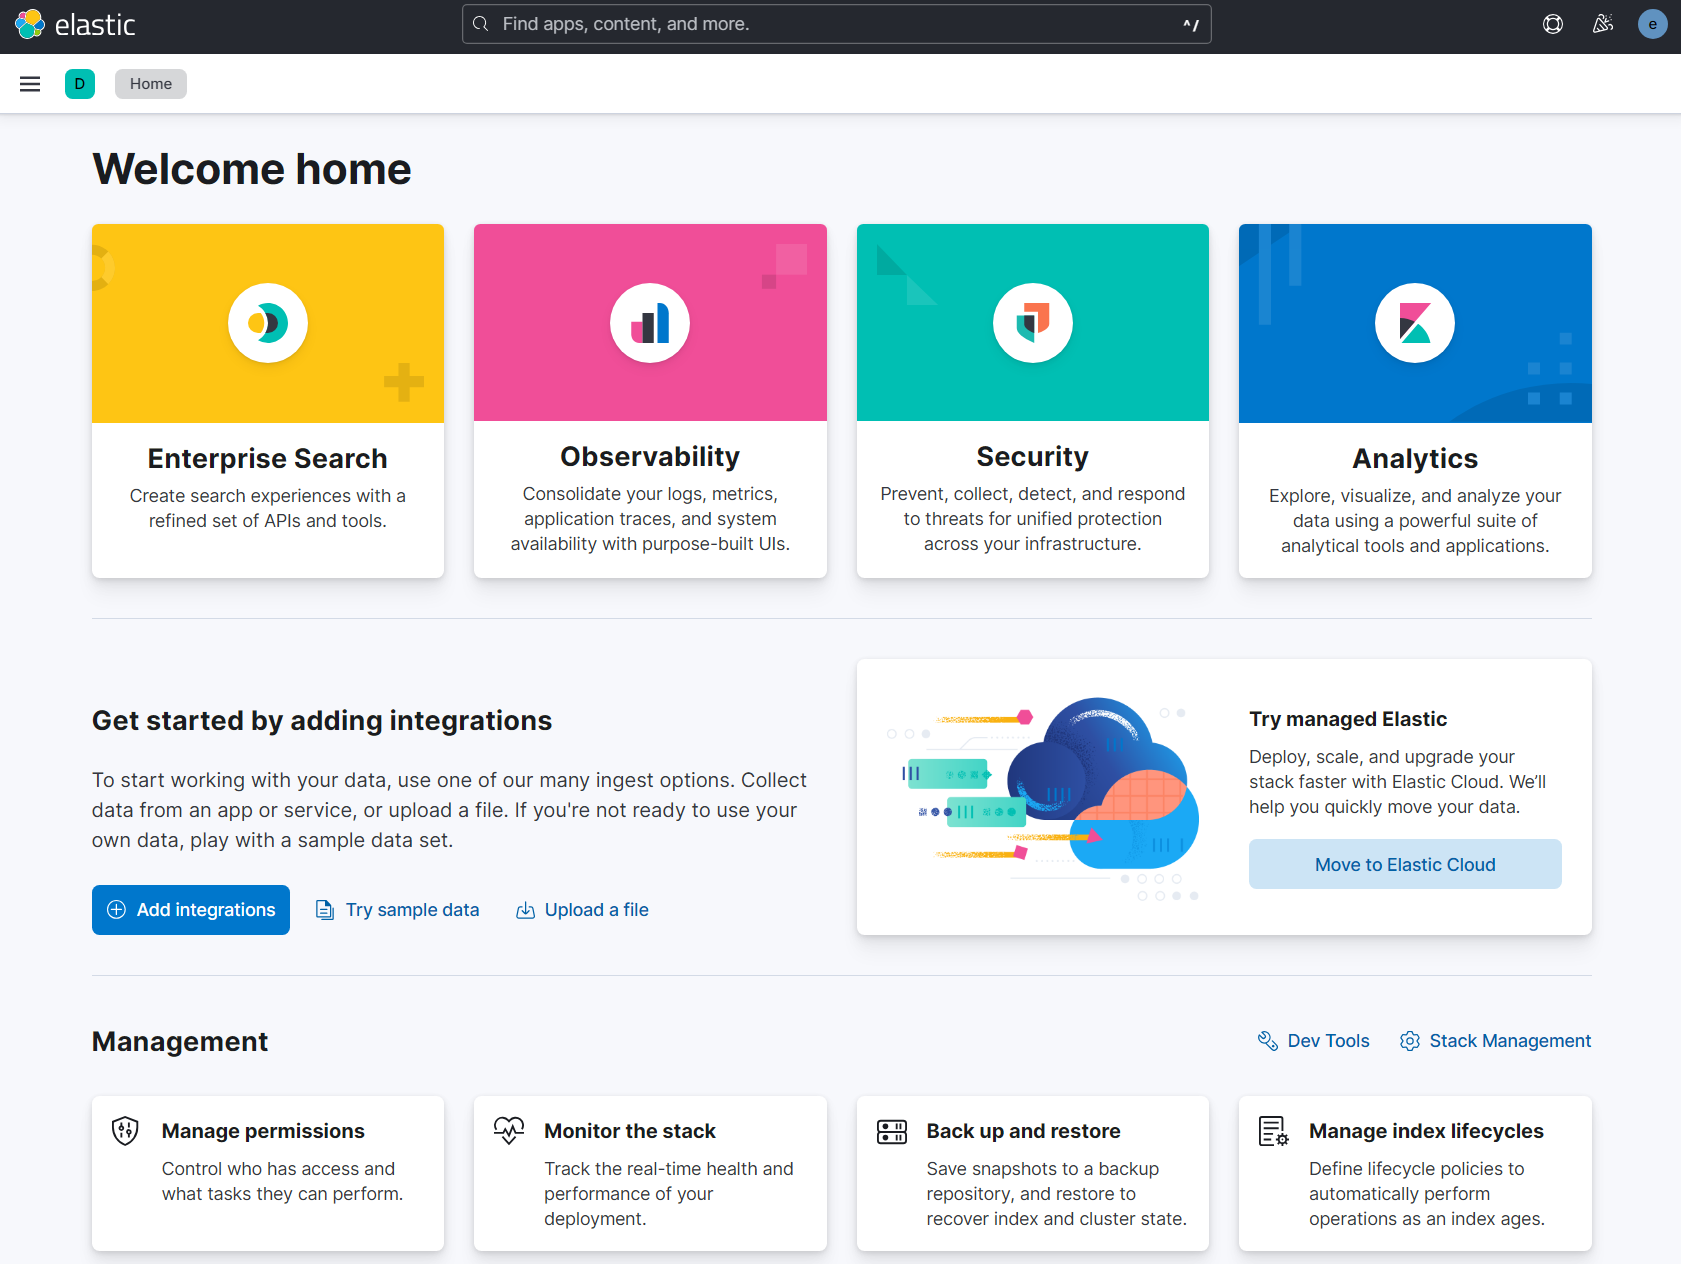 elastic
Find apps, content, and more.
^/
e
D
Home
Welcome home
Enterprise Search
Create search experiences with a
refined set of APIs and tools.
Observability
Consolidate your logs, metrics,
application traces, and system
availability with purpose-built UIs.
Security
Prevent, collect, detect, and respond
to threats for unified protection
across your infrastructure.
Analytics
Explore, visualize, and analyze your
data using a powerful suite of
analytical tools and applications.
Get started by adding integrations
To start working with your data, use one of our many ingest options. Collect
data from an app or service, or upload a file. If you're not ready to use your
own data, play with a sample data set.
Add integrations
Try sample data
Upload a file
Try managed Elastic
Deploy, scale, and upgrade your
stack faster with Elastic Cloud. We’ll
help you quickly move your data.
Move to Elastic Cloud
Management
Dev Tools
Stack Management
Manage permissions
Control who has access and
what tasks they can perform.
Monitor the stack
Track the real-time health and
performance of your
deployment.
Back up and restore
Save snapshots to a backup
repository, and restore to
recover index and cluster state.
Manage index lifecycles
Define lifecycle policies to
automatically perform
operations as an index ages.